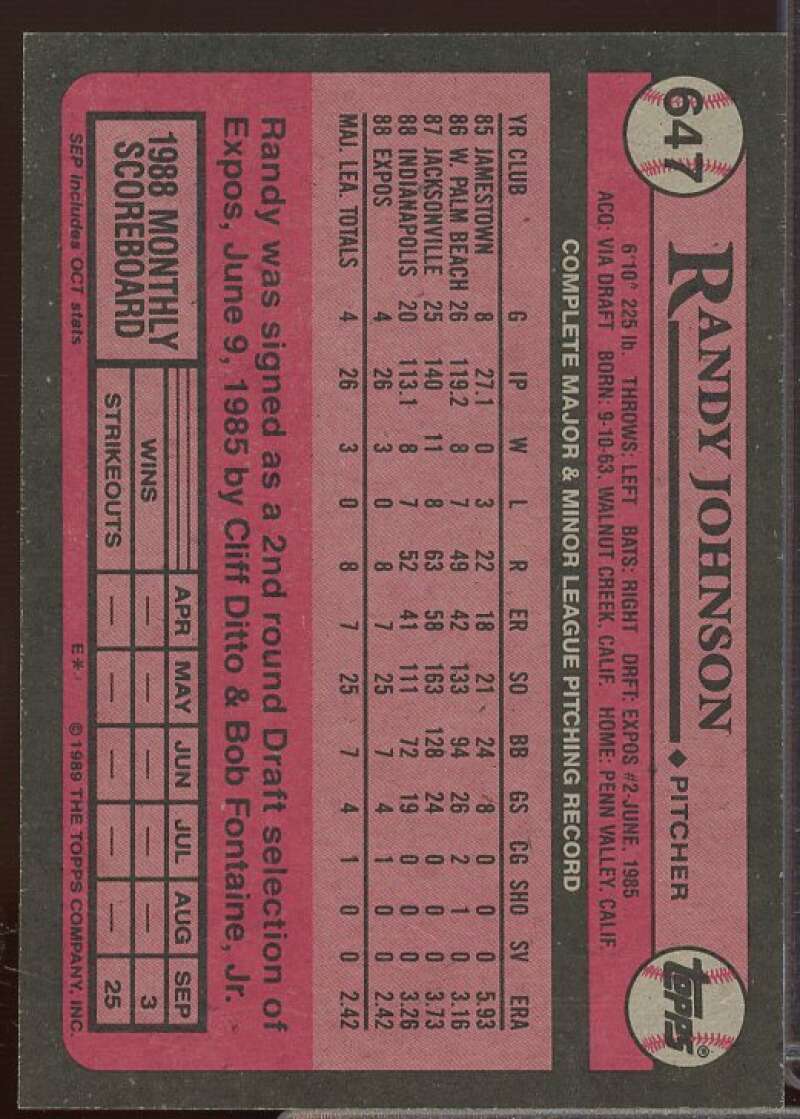 647
RANDY JOHNSON ♦ PITCHER
topps®
6'10" 225 lb. THROWS: LEFT BATS: RIGHT DRFT: EXPOS #2-JUNE, 1985
ACQ: VIA DRAFT BORN: 9-10-63, WALNUT CREEK, CALIF. HOME: PENN VALLEY, CALIF.
COMPLETE MAJOR & MINOR LEAGUE PITCHING RECORD
YR CLUB G IP W L R ER SO BB GS CG SHO SV ERA
85 JAMESTOWN 8 27.1 0 3 22 18 21 24 8 0 0 0 5.93
86 W. PALM BEACH 26 119.2 8 7 49 42 133 94 26 2 1 0 3.16
87 JACKSONVILLE 25 140 11 8 63 58 163 128 24 0 0 0 3.73
88 INDIANAPOLIS 20 113.1 8 7 52 41 111 72 19 0 0 0 3.26
88 EXPOS 4 26 3 0 8 7 25 7 4 1 0 0 2.42
MAJ. LEA. TOTALS 4 26 3 0 8 7 25 7 4 1 0 0 2.42
Randy was signed as a 2nd round Draft selection of
Expos, June 9, 1985 by Cliff Ditto & Bob Fontaine, Jr.
1988 MONTHLY
SCOREBOARD
APR MAY JUN JUL AUG SEP
WINS — — — — — 3
STRIKEOUTS — — — — — 25
SEP includes OCT stats E* © 1989 THE TOPPS COMPANY, INC.